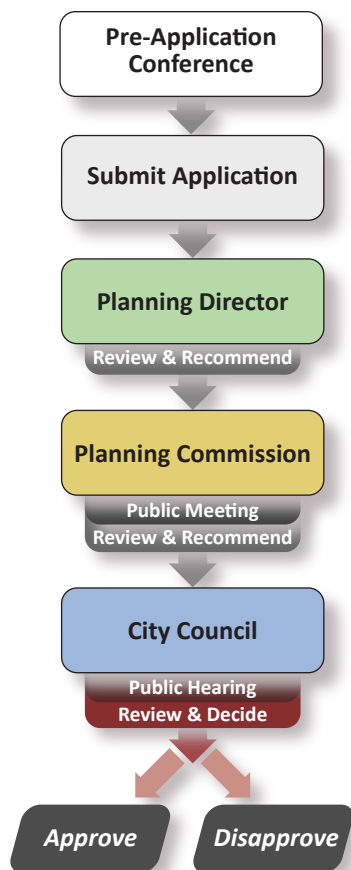 Pre-Application
Conference
Submit Application
Planning Director
Review & Recommend
Planning Commission
Public Meeting
Review & Recommend
City Council
Public Hearing
Review & Decide
Approve
Disapprove